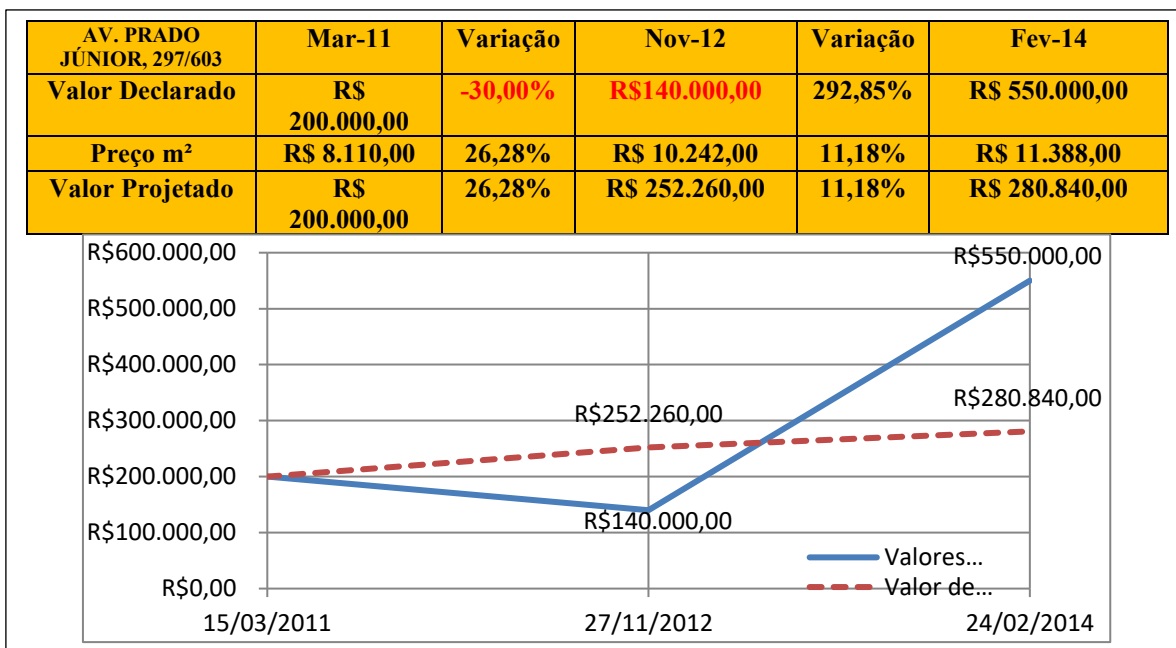 AV. PRADO JÚNIOR, 297/603 Mar-11 Variação Nov-12 Variação Fev-14
Valor Declarado R$ 200.000,00 -30,00% R$140.000,00 292,85% R$ 550.000,00
Preço m² R$ 8.110,00 26,28% R$ 10.242,00 11,18% R$ 11.388,00
Valor Projetado R$ 200.000,00 26,28% R$ 252.260,00 11,18% R$ 280.840,00
R$600.000,00
R$550.000,00
R$500.000,00
R$400.000,00
R$280.840,00
R$300.000,00
R$252.260,00
R$200.000,00
R$140.000,00
R$100.000,00
Valores...
R$0,00
Valor de...
15/03/2011 27/11/2012 24/02/2014